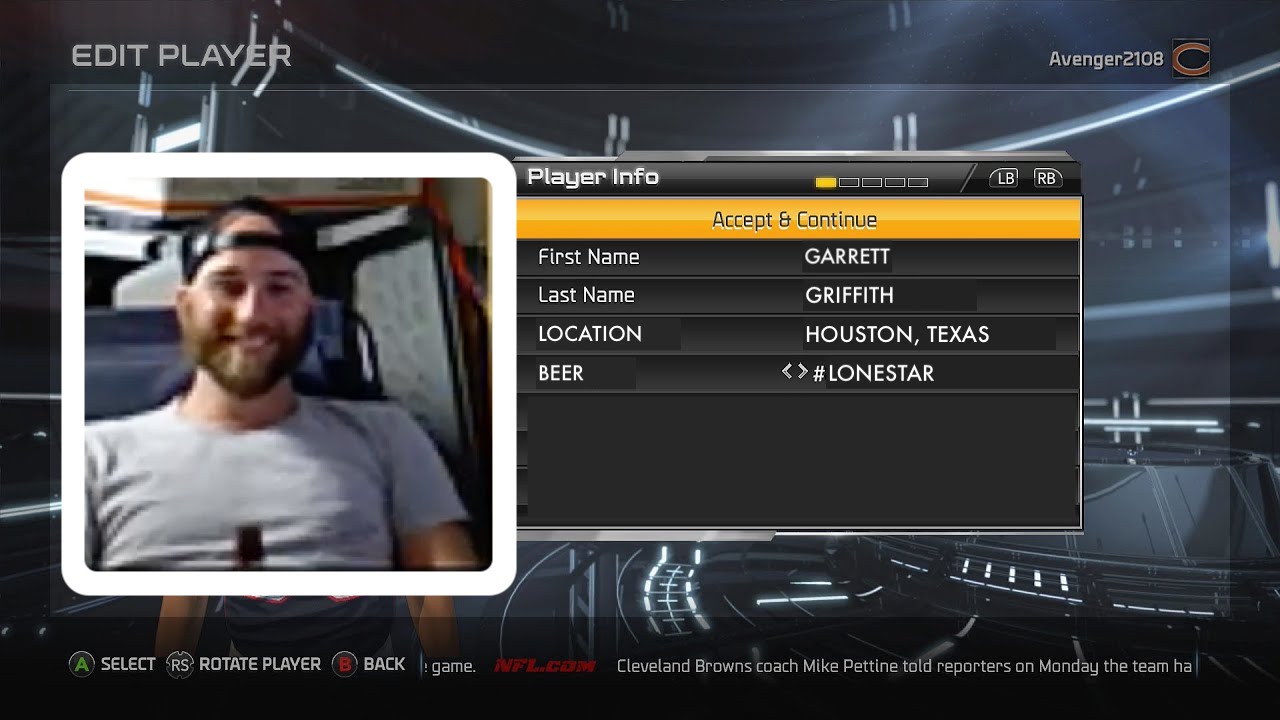 EDIT PLAYER
Avenger2108
Player Info
LB RB
Accept & Continue
First Name GARRETT
Last Name GRIFFITH
LOCATION HOUSTON, TEXAS
BEER <> #LONESTAR
A SELECT RS ROTATE PLAYER B BACK game. NFL.COM Cleveland Browns coach Mike Pettine told reporters on Monday the team ha